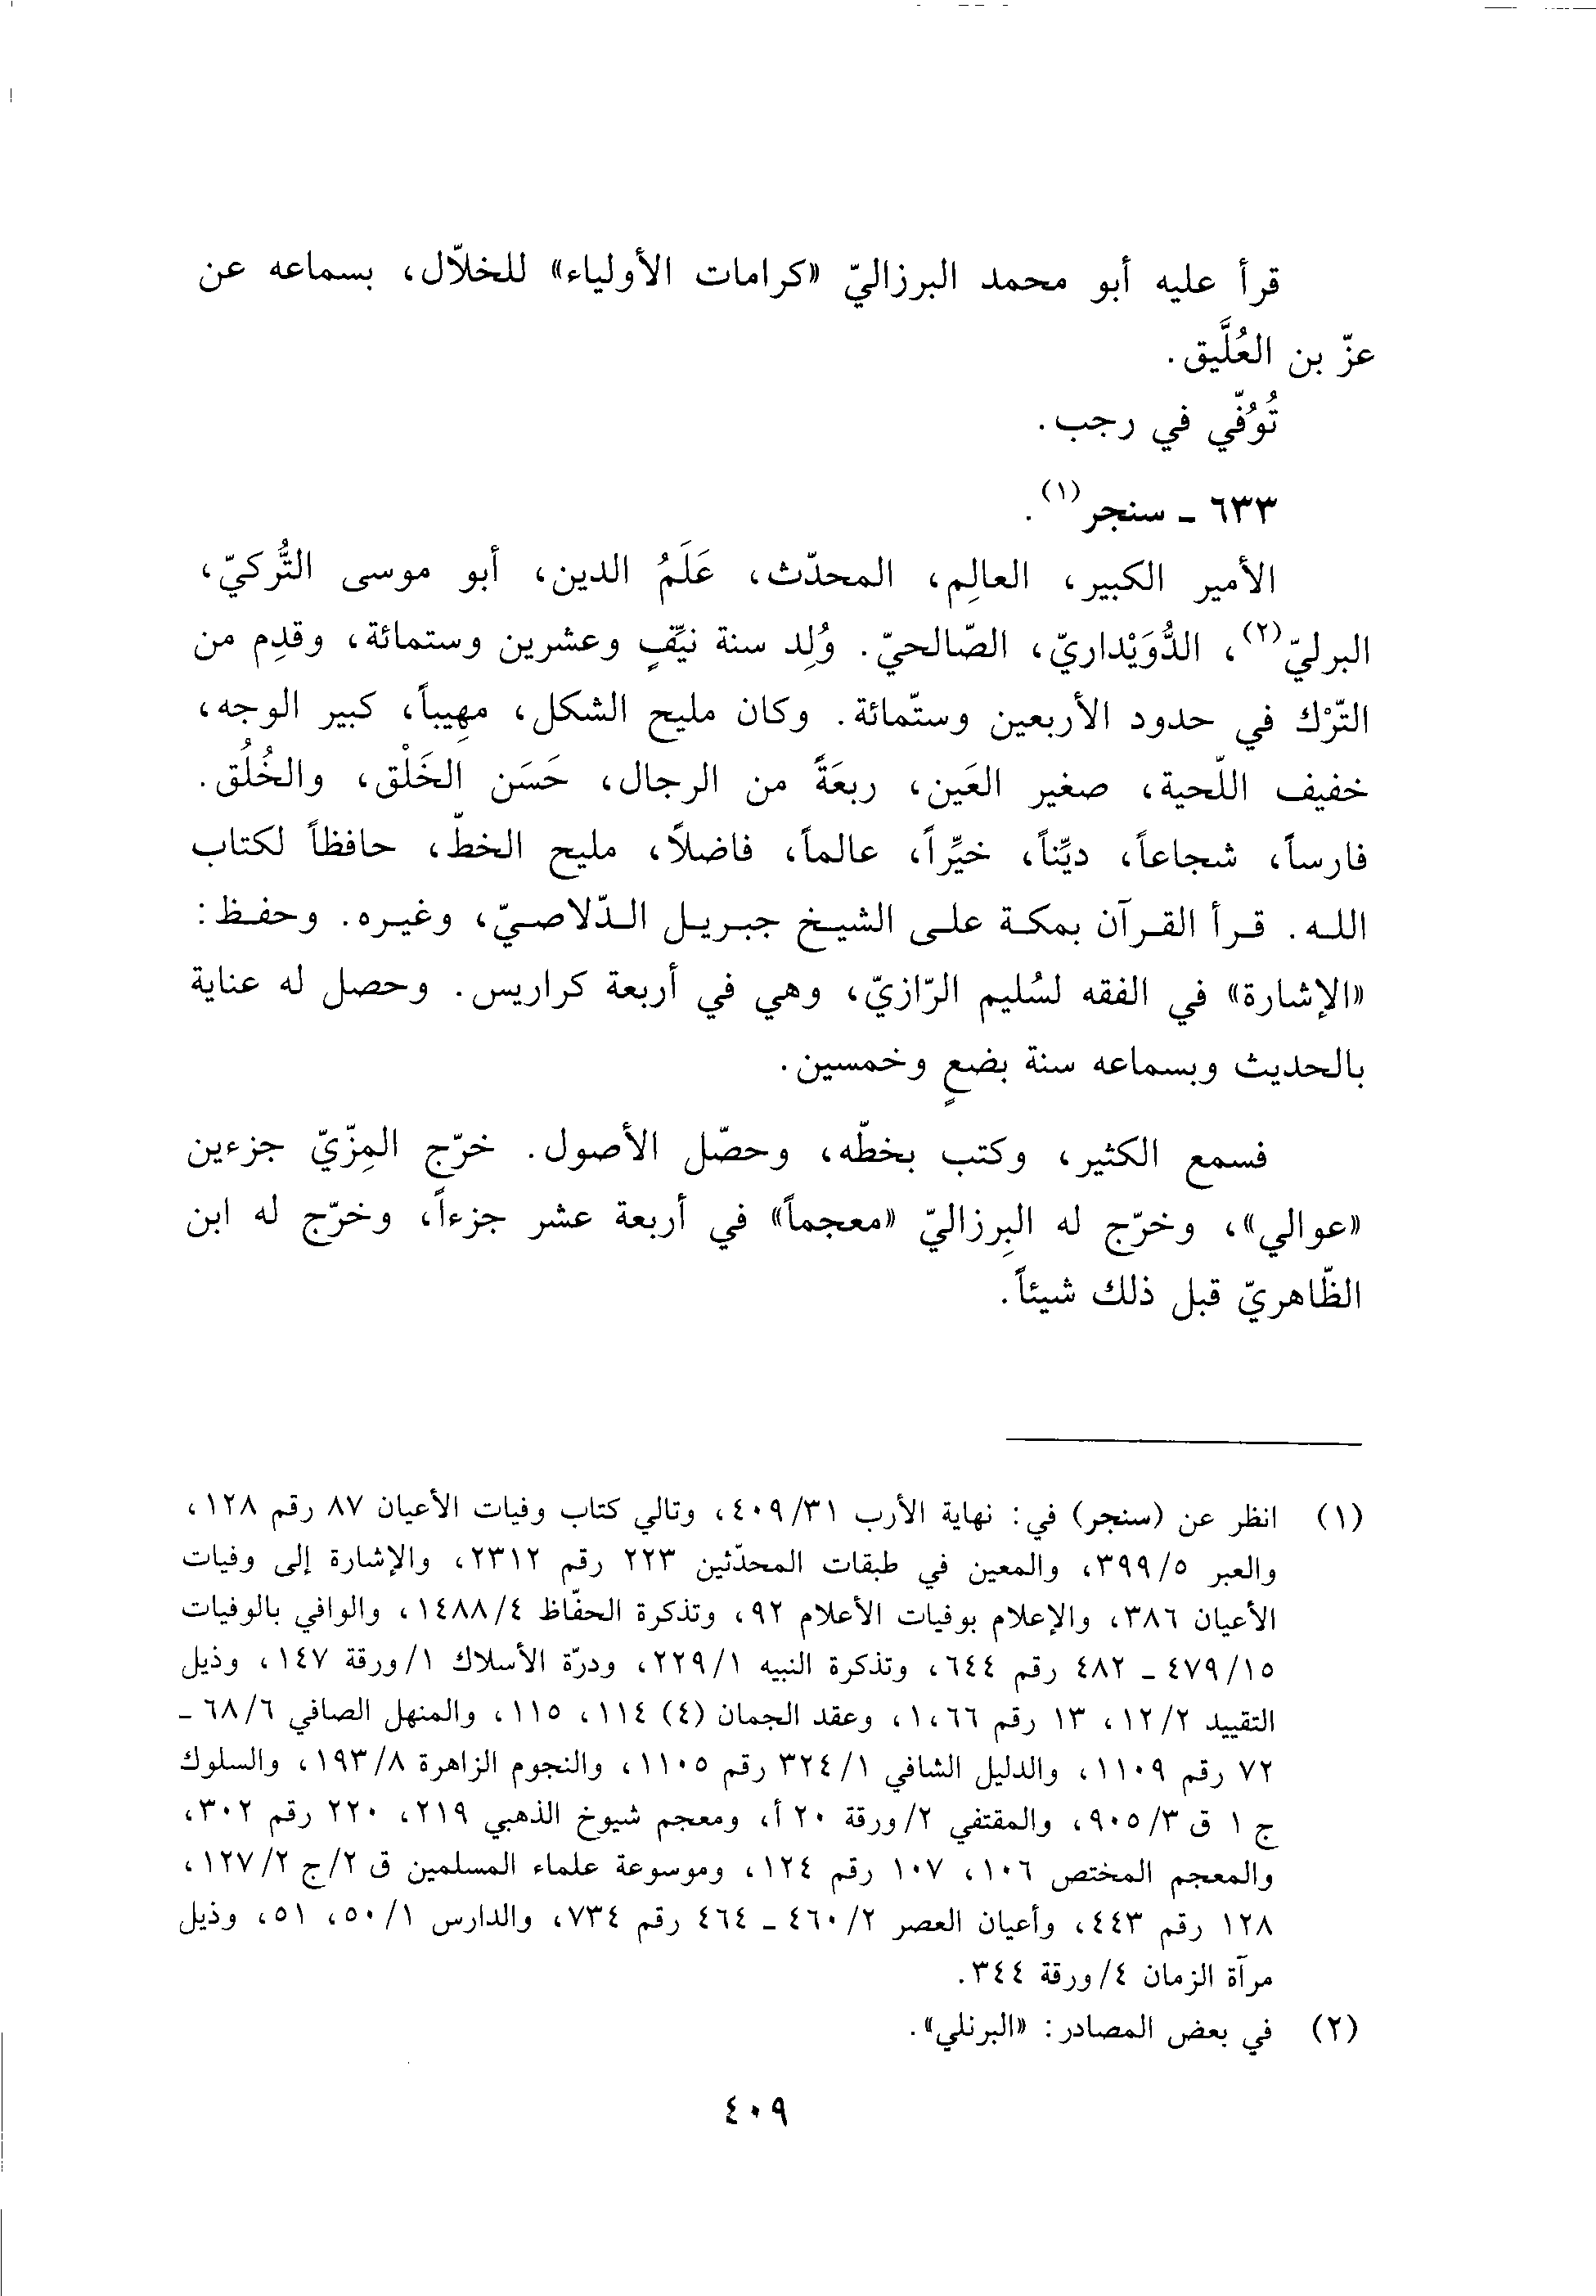 قرأ عليه أبو محمد البرزاليّ «كرامات الأولياء» للخلاّل، بسماعه عن
عزّ بن العُلَّيق.
تُوُفّي في رجب.
٦٣٣ ـ سنجر(١).
الأمير الكبير، العالِم، المحدّث، عَلَمُ الدين، أبو موسى التُّركيّ،
البرليّ(٢)، الدُّوَيْداريّ، الصّالحيّ. وُلِد سنة نيِّفٍ وعشرين وستمائة، وقدِم من
التّرْك في حدود الأربعين وستّمائة. وكان مليح الشكل، مهِيباً، كبير الوجه،
خفيف اللّحية، صغير العَين، ربعَةً من الرجال، حَسَن الخَلْق، والخُلُق.
فارساً، شجاعاً، ديِّناً، خيِّراً، عالماً، فاضلاً، مليح الخطّ، حافظاً لكتاب
الله. قرأ القرآن بمكة على الشيخ جبريل الدّلاصيّ، وغيره. وحفظ:
«الإشارة» في الفقه لسُليم الرّازيّ، وهي في أربعة كراريس. وحصل له عناية
بالحديث وبسماعه سنة بضعٍ وخمسين.
فسمع الكثير، وكتب بخطّه، وحصّل الأصول. خرّج المِزّيّ جزءين
«عوالي»، وخرّج له البِرزاليّ «معجماً» في أربعة عشر جزءاً، وخرّج له ابن
الظّاهريّ قبل ذلك شيئاً.
(١) انظر عن (سنجر) في: نهاية الأرب ٤٠٩/٣١، وتالي كتاب وفيات الأعيان ٨٧ رقم ١٢٨،
والعبر ٣٩٩/٥، والمعين في طبقات المحدّثين ٢٢٣ رقم ٢٣١٢، والإشارة إلى وفيات
الأعيان ٣٨٦، والإعلام بوفيات الأعلام ٩٢، وتذكرة الحفّاظ ١٤٨٨/٤، والوافي بالوفيات
٤٧٩/١٥ ـ ٤٨٢ رقم ٦٤٤، وتذكرة النبيه ٢٢٩/١، ودرّة الأسلاك ١/ورقة ١٤٧، وذيل
التقييد ١٢/٢، ١٣ رقم ١،٦٦، وعقد الجمان (٤) ١١٤، ١١٥، والمنهل الصافي ٦٨/٦ ـ
٧٢ رقم ١١٠٩، والدليل الشافي ٣٢٤/١ رقم ١١٠٥، والنجوم الزاهرة ١٩٣/٨، والسلوك
ج ١ ق ٩٠٥/٣، والمقتفي ٢/ورقة ٢٠ أ، ومعجم شيوخ الذهبي ٢١٩، ٢٢٠ رقم ٣٠٢،
والمعجم المختص ١٠٦، ١٠٧ رقم ١٢٤، وموسوعة علماء المسلمين ق ٢/ج ١٢٧/٢،
١٢٨ رقم ٤٤٣، وأعيان العصر ٤٦٠/٢ ـ ٤٦٤ رقم ٧٣٤، والدارس ٥٠/١، ٥١، وذيل
مرآة الزمان ٤/ورقة ٣٤٤.
(٢) في بعض المصادر: «البرنلي».
٤٠٩